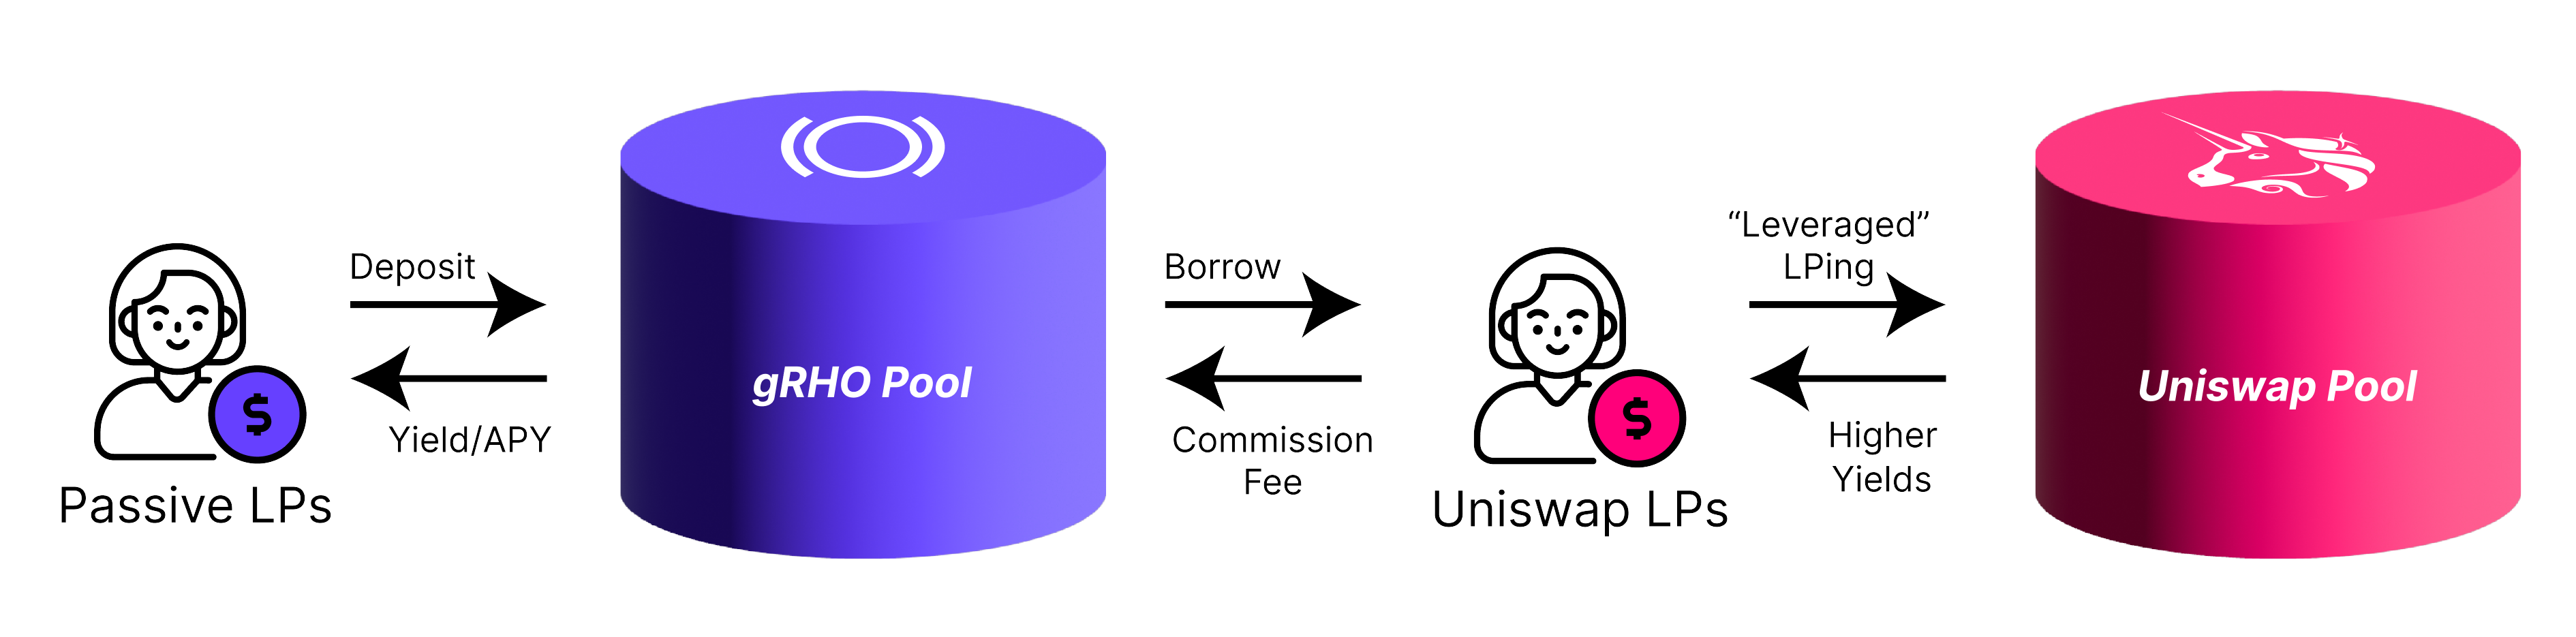 Passive LPs
Deposit
Yield/APY
$
gRHO Pool
Borrow
Commission
Fee
$
Uniswap LPs
“Leveraged”
LPing
Higher
Yields
Uniswap Pool